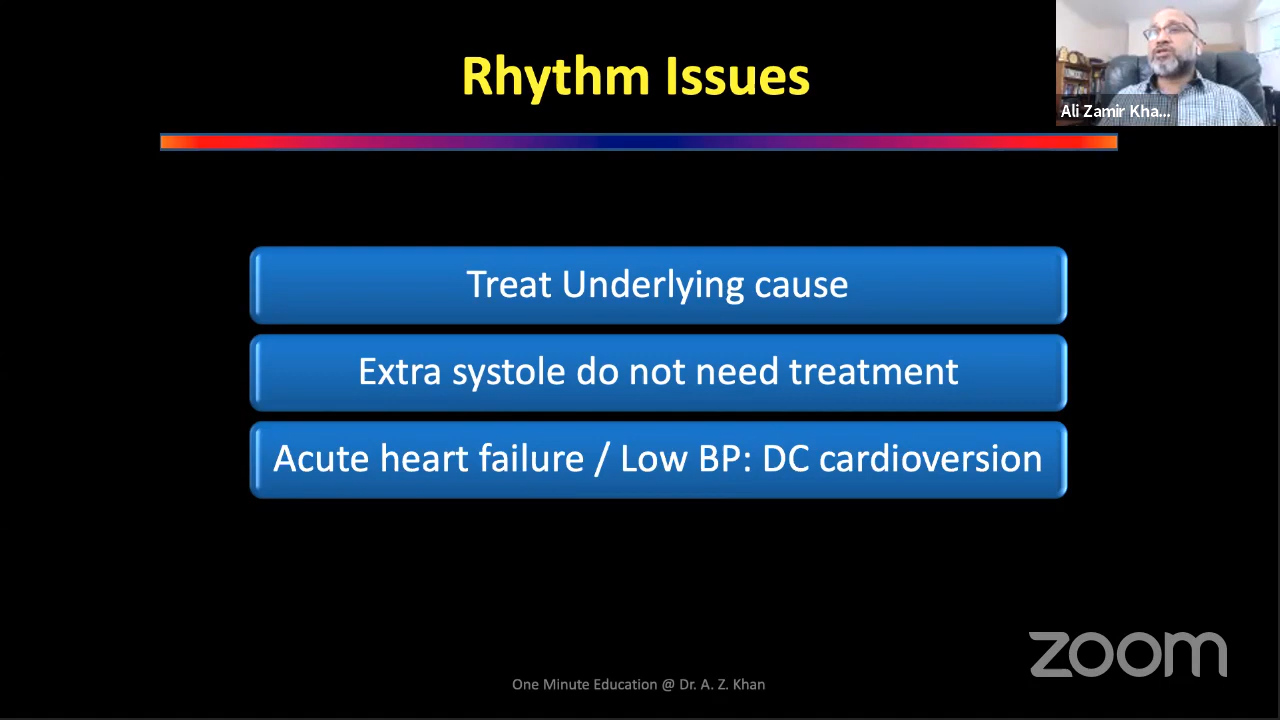 Rhythm Issues
Ali Zamir Kha...
Treat Underlying cause
Extra systole do not need treatment
Acute heart failure / Low BP: DC cardioversion
zoom
One Minute Education @ Dr. A. Z. Khan